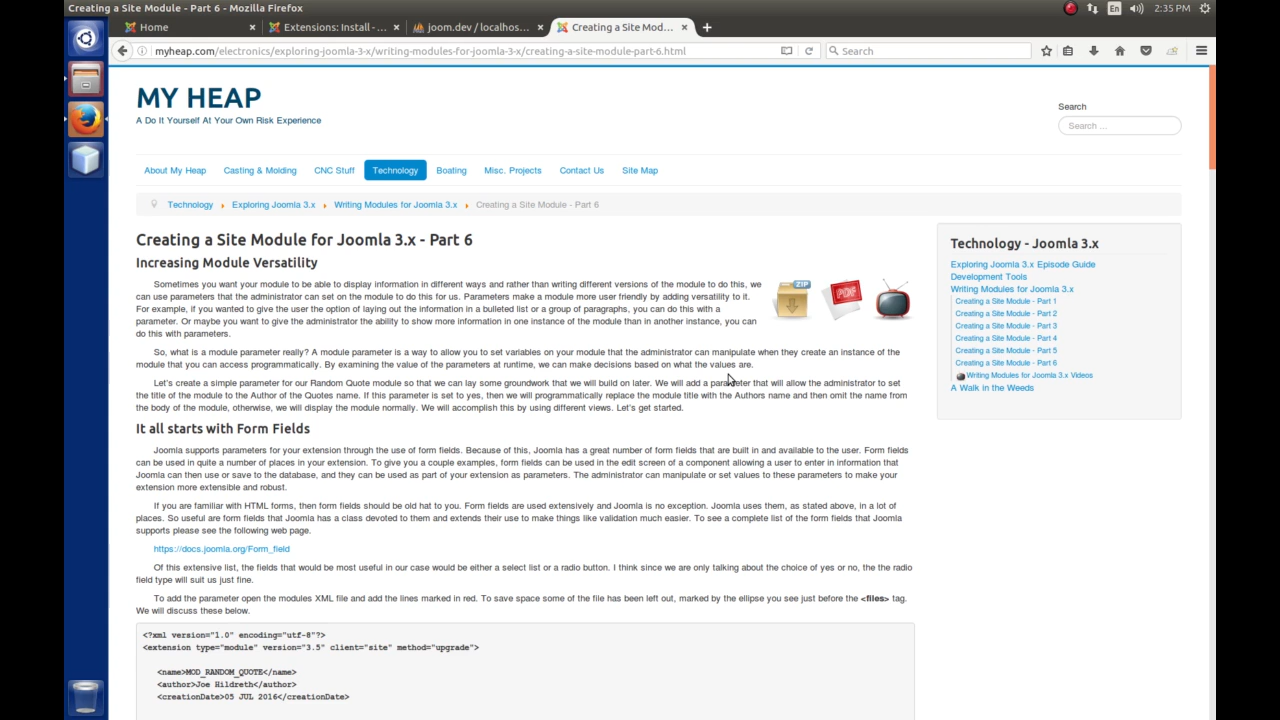 Creating a Site Module - Part 6 - Mozilla Firefox
En
2:35 PM
Home
Extensions: Install - ...
joom.dev / localhos...
Creating a Site Mod...
myheap.com/electronics/exploring-joomla-3-x/writing-modules-for-joomla-3-x/creating-a-site-module-part-6.html
Search
MY HEAP
A Do It Yourself At Your Own Risk Experience
Search
Search ...
About My Heap
Casting & Molding
CNC Stuff
Technology
Boating
Misc. Projects
Contact Us
Site Map
Technology
Exploring Joomla 3.x
Writing Modules for Joomla 3.x
Creating a Site Module - Part 6
Creating a Site Module for Joomla 3.x - Part 6
Increasing Module Versatility
ZIP
PDF
Sometimes you want your module to be able to display information in different ways and rather than writing different versions of the module to do this, we
can use parameters that the administrator can set on the module to do this for us. Parameters make a module more user friendly by adding versatility to it.
For example, if you wanted to give the user the option of laying out the information in a bulleted list or a group of paragraphs, you can do this with a
parameter. Or maybe you want to give the administrator the ability to show more information in one instance of the module than in another instance, you can
do this with parameters.
So, what is a module parameter really? A module parameter is a way to allow you to set variables on your module that the administrator can manipulate when they create an instance of the
module that you can access programmatically. By examining the value of the parameters at runtime, we can make decisions based on what the values are.
Let's create a simple parameter for our Random Quote module so that we can lay some groundwork that we will build on later. We will add a parameter that will allow the administrator to set
the title of the module to the Author of the Quotes name. If this parameter is set to yes, then we will programmatically replace the module title with the Authors name and then omit the name from
the body of the module, otherwise, we will display the module normally. We will accomplish this by using different views. Let's get started.
It all starts with Form Fields
Joomla supports parameters for your extension through the use of form fields. Because of this, Joomla has a great number of form fields that are built in and available to the user. Form fields
can be used in quite a number of places in your extension. To give you a couple examples, form fields can be used in the edit screen of a component allowing a user to enter in information that
Joomla can then use or save to the database, and they can be used as part of your extension as parameters. The administrator can manipulate or set values to these parameters to make your
extension more extensible and robust.
If you are familiar with HTML forms, then form fields should be old hat to you. Form fields are used extensively and Joomla is no exception. Joomla uses them, as stated above, in a lot of
places. So useful are form fields that Joomla has a class devoted to them and extends their use to make things like validation much easier. To see a complete list of the form fields that Joomla
supports please see the following web page.
https://docs.joomla.org/Form_field
Of this extensive list, the fields that would be most useful in our case would be either a select list or a radio button. I think since we are only talking about the choice of yes or no, the the radio
field type will suit us just fine.
To add the parameter open the modules XML file and add the lines marked in red. To save space some of the file has been left out, marked by the ellipse you see just before the <files> tag.
We will discuss these below.
<?xml version="1.0" encoding="utf-8"?>
<extension type="module" version="3.5" client="site" method="upgrade">
<name>MOD_RANDOM_QUOTE</name>
<author>Joe Hildreth</author>
<creationDate>05 JUL 2016</creationDate>
Technology - Joomla 3.x
Exploring Joomla 3.x Episode Guide
Development Tools
Writing Modules for Joomla 3.x
Creating a Site Module - Part 1
Creating a Site Module - Part 2
Creating a Site Module - Part 3
Creating a Site Module - Part 4
Creating a Site Module - Part 5
Creating a Site Module - Part 6
Writing Modules for Joomla 3.x Videos
A Walk in the Weeds